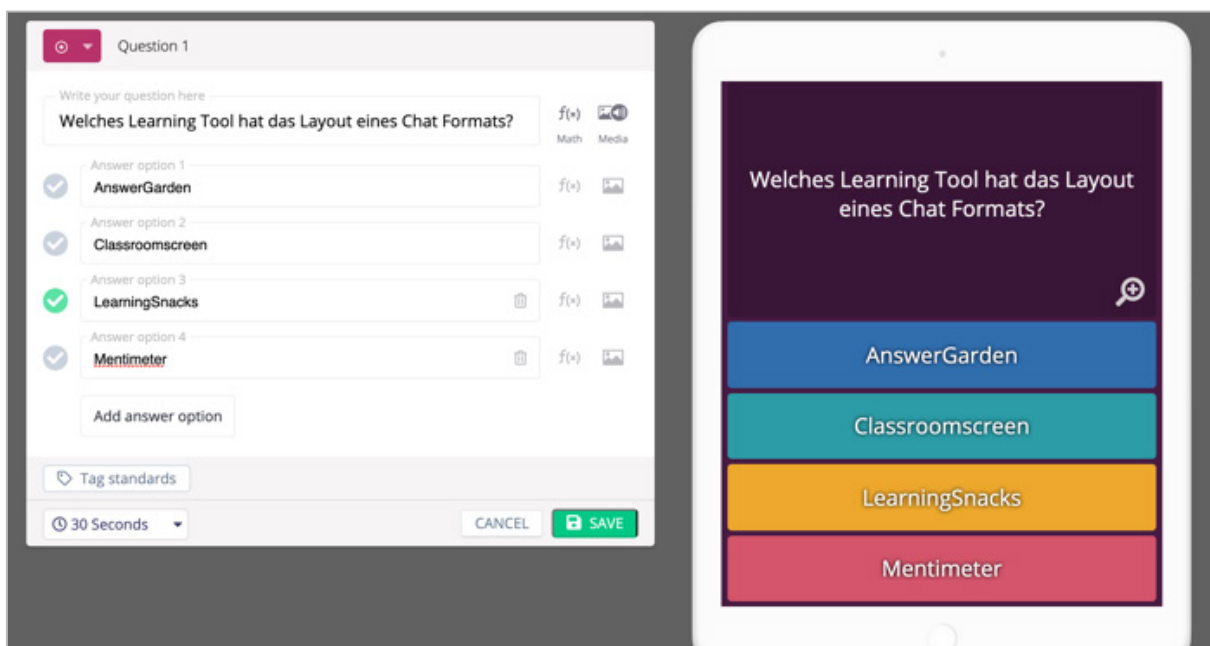 Question 1
Write your question here
Welches Learning Tool hat das Layout eines Chat Formats?
f(x)
Math
Media
Answer option 1
AnswerGarden
f(x)
Answer option 2
Classroomscreen
f(x)
Answer option 3
LearningSnacks
f(x)
Answer option 4
Mentimeter
f(x)
Add answer option
Tag standards
30 Seconds
CANCEL
SAVE
Welches Learning Tool hat das Layout
eines Chat Formats?
AnswerGarden
Classroomscreen
LearningSnacks
Mentimeter